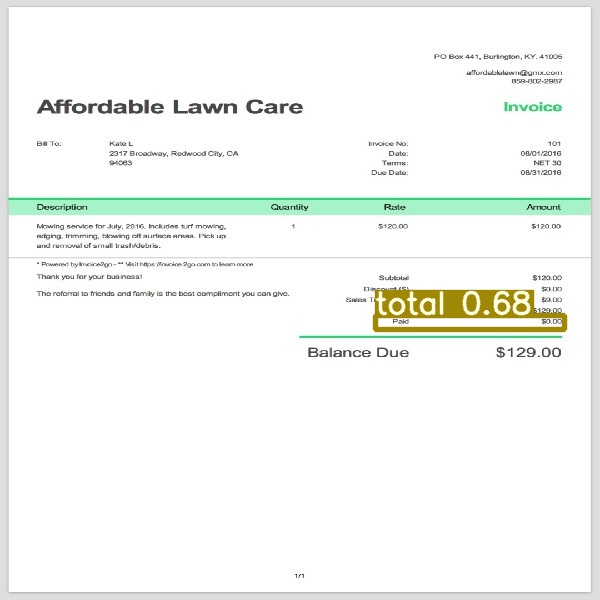 PO Box 441, Burlington, KY. 41005
affordablelawn@gmx.com
859-802-2987
Affordable Lawn Care
Invoice
Bill To: Kate L
2317 Broadway, Redwood City, CA
94063
Invoice No: 101
Date: 08/01/2016
Terms: NET 30
Due Date: 08/31/2016
Description Quantity Rate Amount
Mowing service for July, 2016. Includes turf mowing, 1 $120.00 $120.00
edging, trimming, blowing off surface areas. Pick up
and removal of small trash/debris.
* Powered by Invoice2go - ** Visit https://invoice.2go.com to learn more
Thank you for your business!
The referral to friends and family is the best compliment you can give.
Subtotal $120.00
Discount ($) $0.00
Sales $9.00
total 0.68
$129.00
Paid $0.00
Balance Due $129.00
1/1